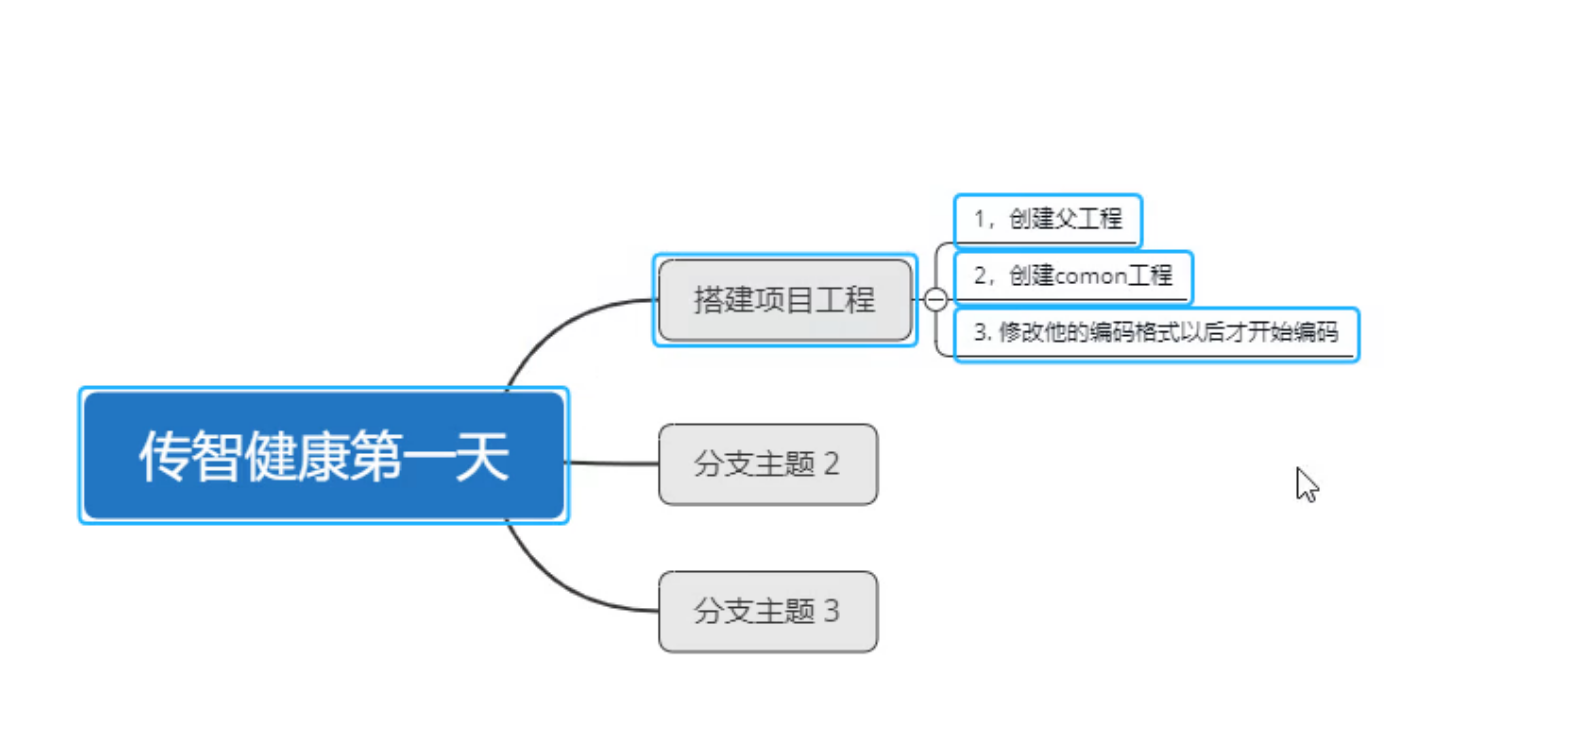 传智健康第一天
搭建项目工程
1，创建父工程
2，创建comon工程
3. 修改他的编码格式以后才开始编码
分支主题 2
分支主题 3